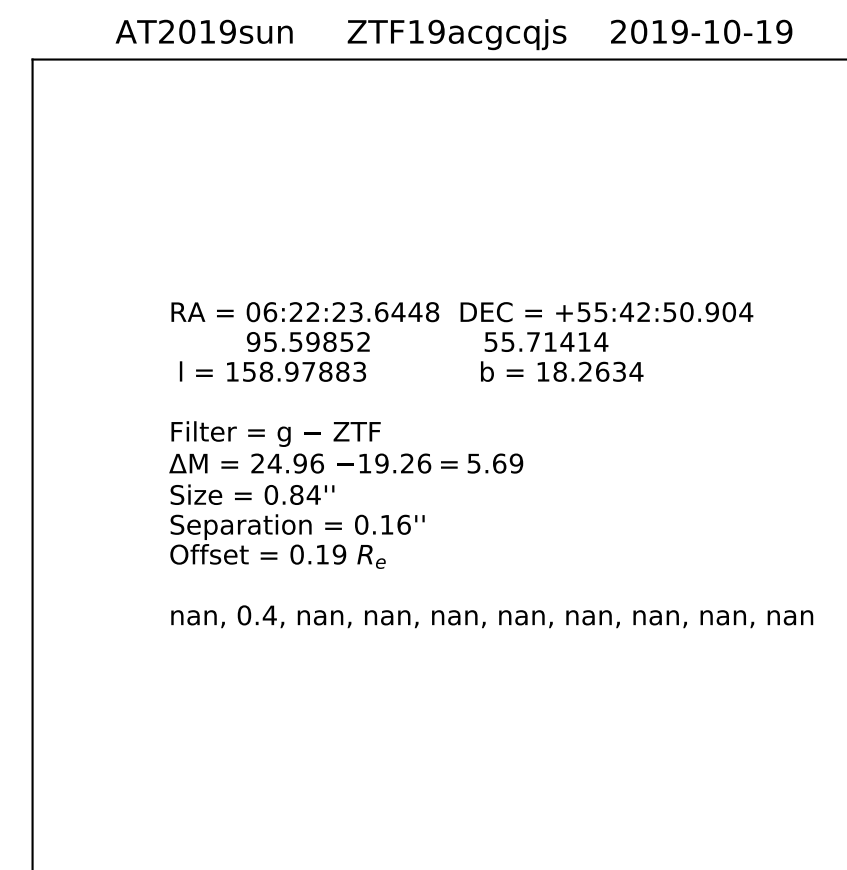 AT2019sun ZTF19acgcqjs 2019-10-19
RA = 06:22:23.6448 DEC = +55:42:50.904
95.59852 55.71414
l = 158.97883 b = 18.2634
Filter = g − ZTF
ΔM = 24.96 −19.26 = 5.69
Size = 0.84''
Separation = 0.16''
Offset = 0.19 Re
nan, 0.4, nan, nan, nan, nan, nan, nan, nan, nan